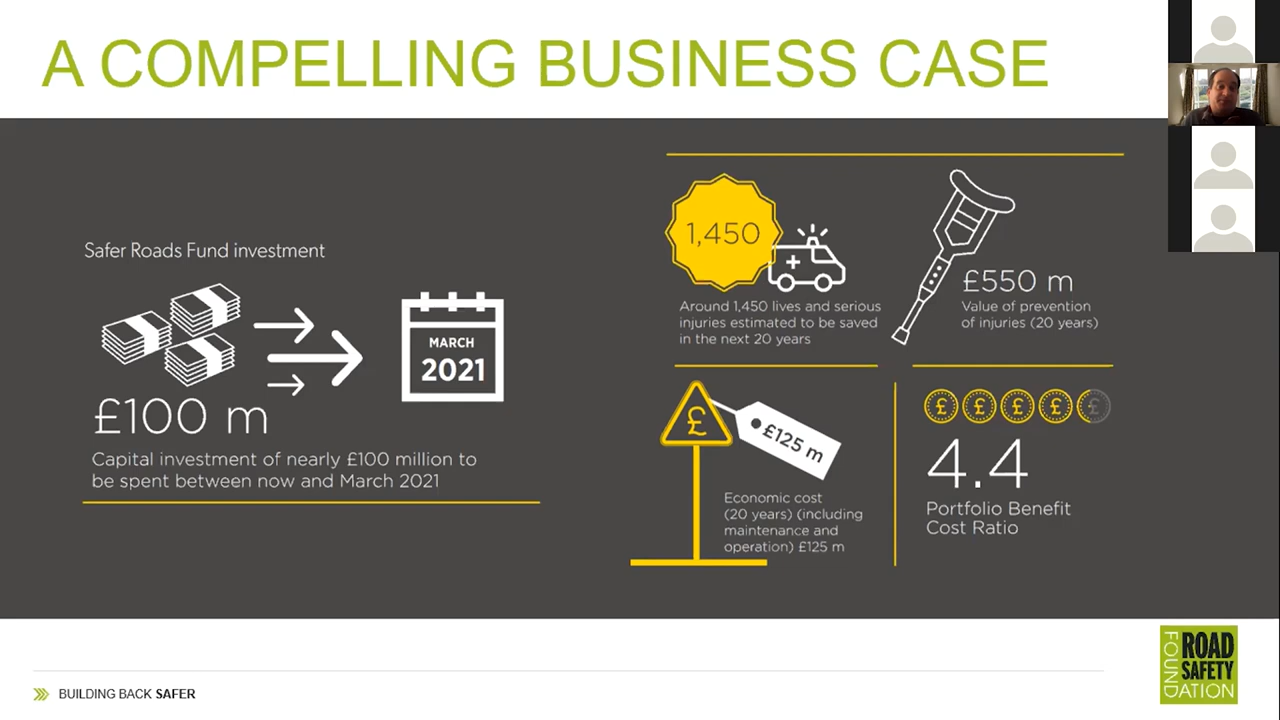 A COMPELLING BUSINESS CASE
Safer Roads Fund investment
MARCH
2021
£100 m
Capital investment of nearly £100 million to
be spent between now and March 2021
1,450
Around 1,450 lives and serious
injuries estimated to be saved
in the next 20 years
£550 m
Value of prevention
of injuries (20 years)
£
£125 m
Economic cost
(20 years) (including
maintenance and
operation) £125 m
£ £ £ £ £
4.4
Portfolio Benefit
Cost Ratio
BUILDING BACK SAFER
ROAD
SAFETY
FOUNDATION